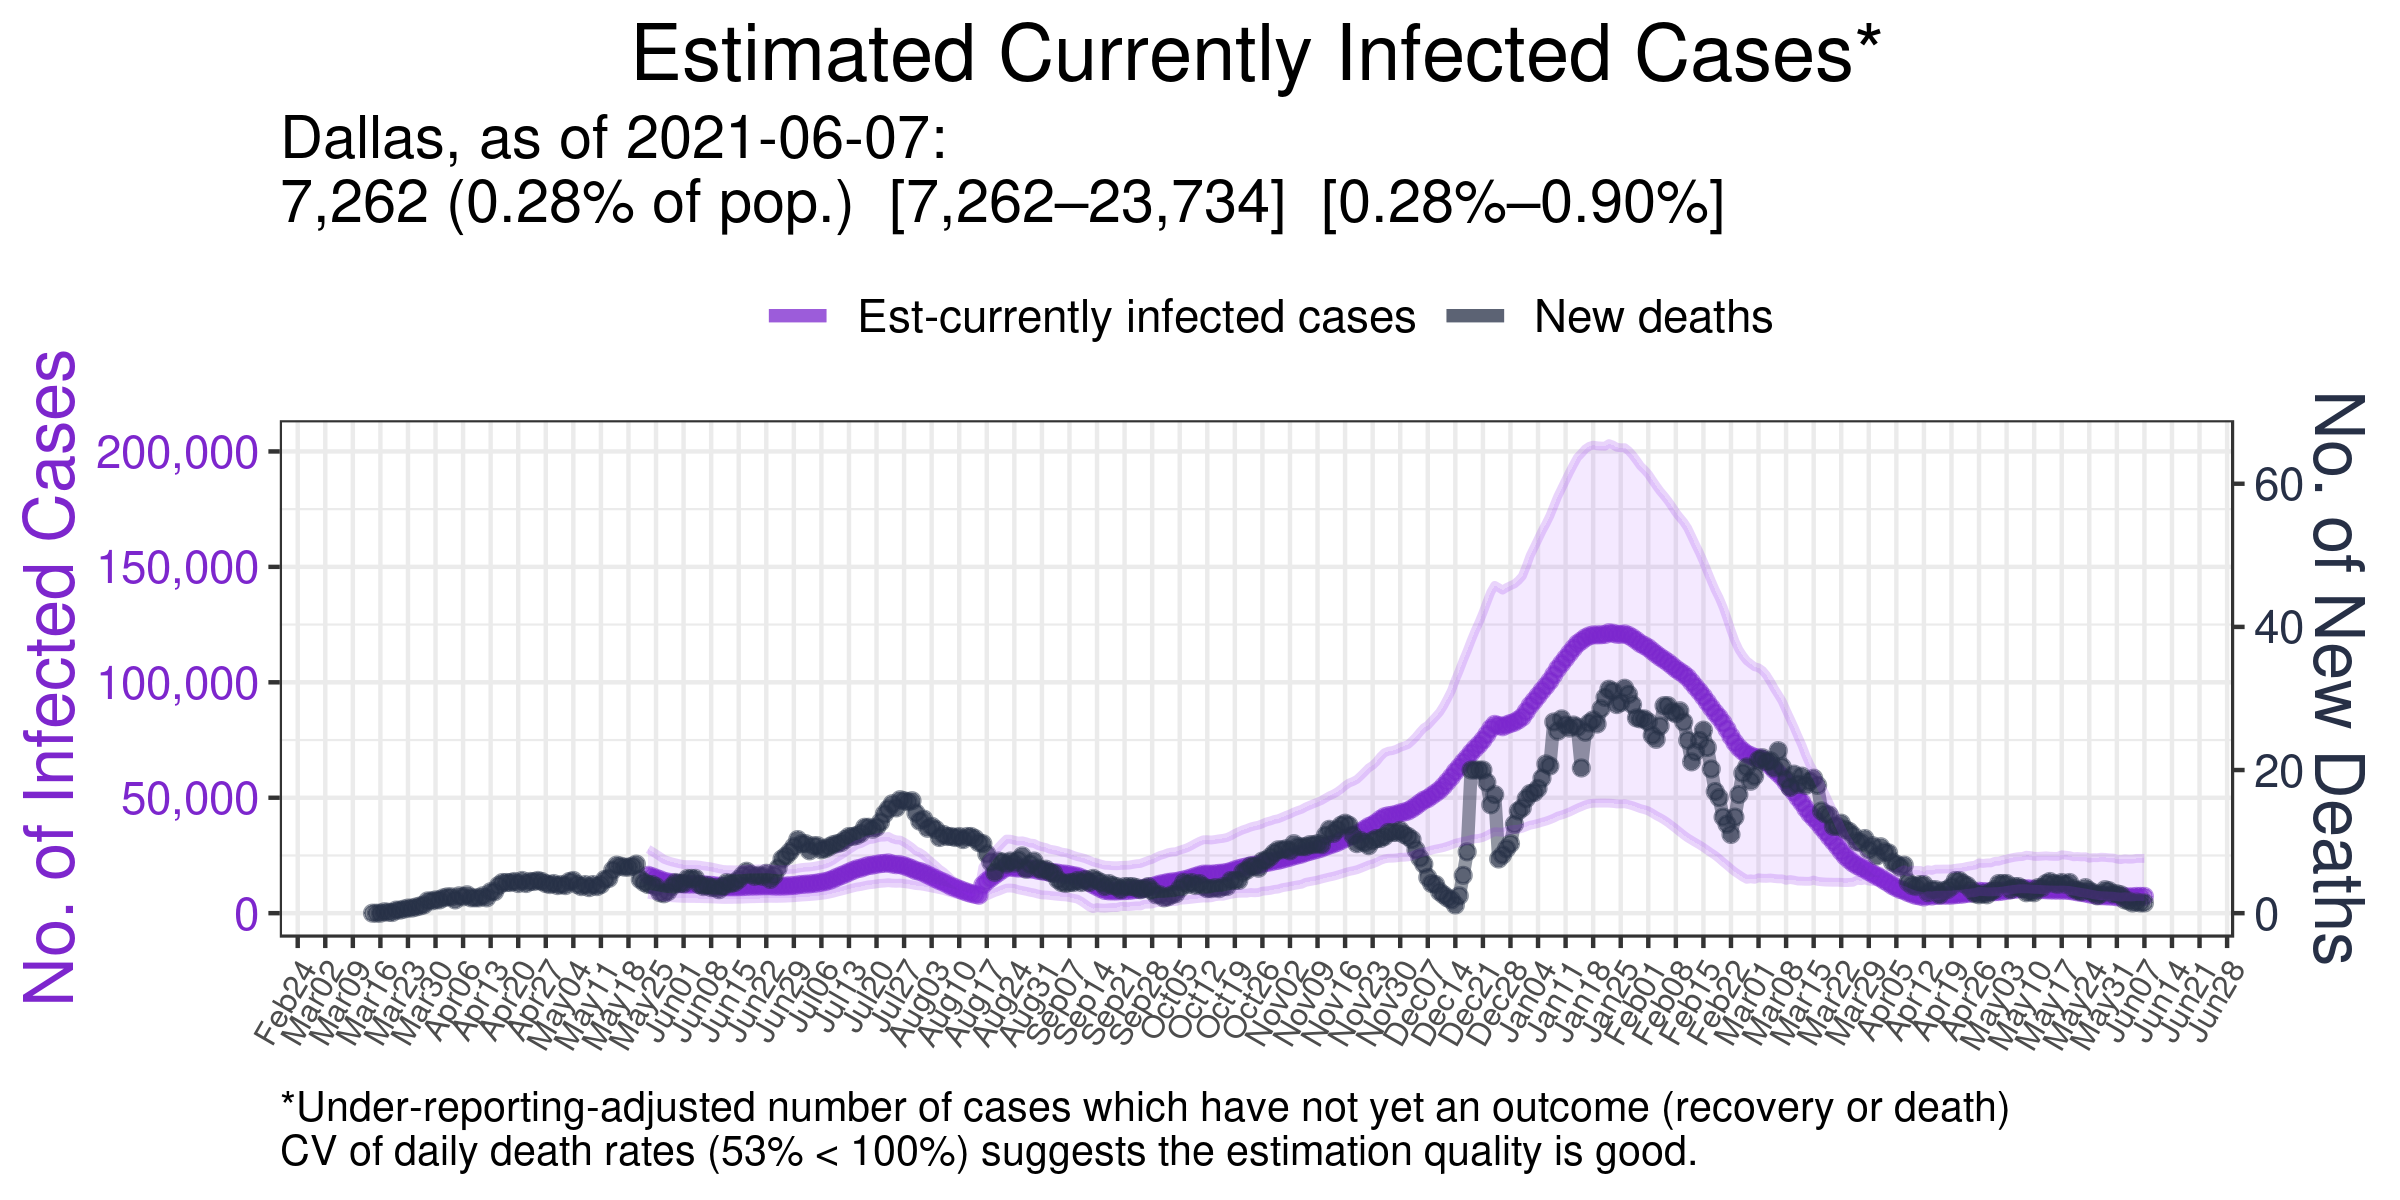 Estimated Currently Infected Cases*
Dallas, as of 2021-06-07:
7,262 (0.28% of pop.) [7,262–23,734] [0.28%–0.90%]
Est-currently infected cases
New deaths
No. of Infected Cases
200,000
150,000
100,000
50,000
0
No. of New Deaths
60
40
20
0
Feb24
Mar02
Mar09
Mar16
Mar23
Mar30
Apr06
Apr13
Apr20
Apr27
May04
May11
May18
May25
Jun01
Jun08
Jun15
Jun22
Jun29
Jul06
Jul13
Jul20
Jul27
Aug03
Aug10
Aug17
Aug24
Aug31
Sep07
Sep14
Sep21
Sep28
Oct05
Oct12
Oct19
Oct26
Nov02
Nov09
Nov16
Nov23
Nov30
Dec07
Dec14
Dec21
Dec28
Jan04
Jan11
Jan18
Jan25
Feb01
Feb08
Feb15
Feb22
Mar01
Mar08
Mar15
Mar22
Mar29
Apr05
Apr12
Apr19
Apr26
May03
May10
May17
May24
May31
Jun07
Jun14
Jun21
Jun28
*Under-reporting-adjusted number of cases which have not yet an outcome (recovery or death)
CV of daily death rates (53% < 100%) suggests the estimation quality is good.